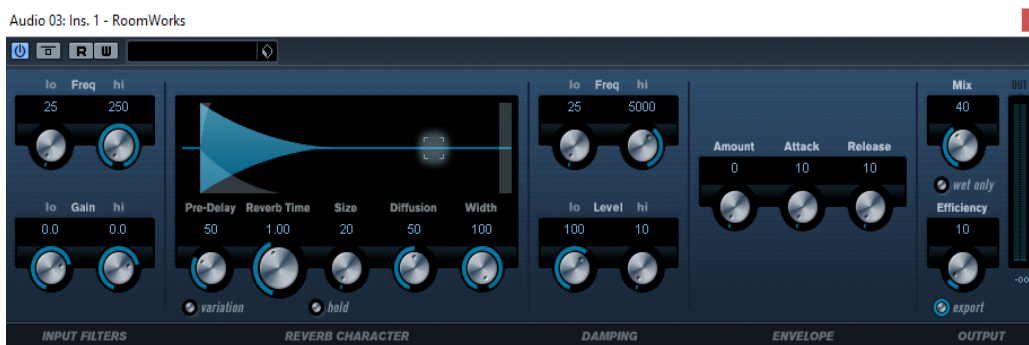 Audio 03: Ins. 1 - RoomWorks
R W
lo Freq hi
25 250
lo Gain hi
0.0 0.0
variation
INPUT FILTERS
Pre-Delay Reverb Time Size Diffusion Width
50 1.00 20 50 100
hold
REVERB CHARACTER
lo Freq hi
25 5000
lo Level hi
100 10
DAMPING
Amount Attack Release
0 10 10
ENVELOPE
Mix
40
wet only
Efficiency
10
export
OUT
-oo
OUTPUT